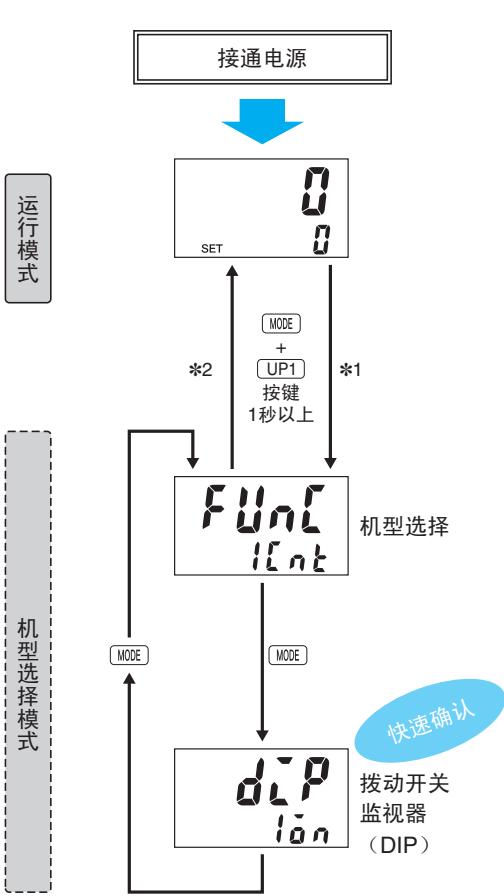 接通电源
运行模式
0
SET 0
MODE
+
UP1
按键
1秒以上
*2
*1
FUnC
1Cnt
机型选择
机型选择模式
MODE
MODE
快速确认
diP
1on
拨动开关
监视器
（DIP）